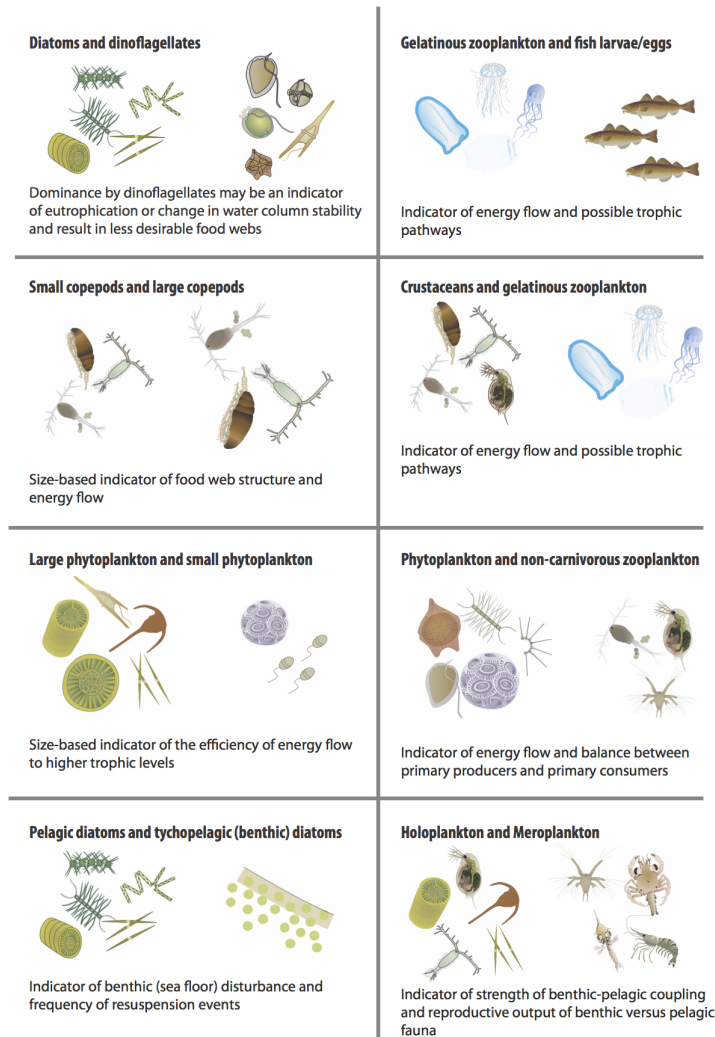 Diatoms and dinoflagellates
Dominance by dinoflagellates may be an indicator
of eutrophication or change in water column stability
and result in less desirable food webs
Gelatinous zooplankton and fish larvae/eggs
Indicator of energy flow and possible trophic
pathways
Small copepods and large copepods
Size-based indicator of food web structure and
energy flow
Crustaceans and gelatinous zooplankton
Indicator of energy flow and possible trophic
pathways
Large phytoplankton and small phytoplankton
Size-based indicator of the efficiency of energy flow
to higher trophic levels
Phytoplankton and non-carnivorous zooplankton
Indicator of energy flow and balance between
primary producers and primary consumers
Pelagic diatoms and tychopelagic (benthic) diatoms
Indicator of benthic (sea floor) disturbance and
frequency of resuspension events
Holoplankton and Meroplankton
Indicator of strength of benthic-pelagic coupling
and reproductive output of benthic versus pelagic
fauna